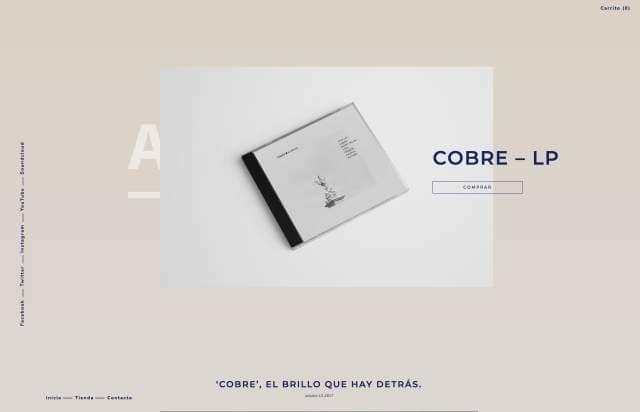 Carrito (0)
A
COBRE – LP
COMPRAR
Facebook — Twitter — Instagram — YouTube — Soundcloud
‘COBRE’, EL BRILLO QUE HAY DETRÁS.
Inicio — Tienda — Contacto